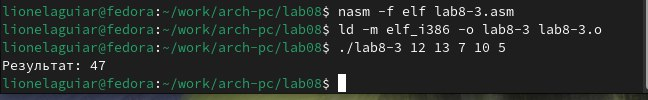 lionelaguiar@fedora:~/work/arch-pc/lab08$ nasm -f elf lab8-3.asm
lionelaguiar@fedora:~/work/arch-pc/lab08$ ld -m elf_i386 -o lab8-3 lab8-3.o
lionelaguiar@fedora:~/work/arch-pc/lab08$ ./lab8-3 12 13 7 10 5
Результат: 47
lionelaguiar@fedora:~/work/arch-pc/lab08$